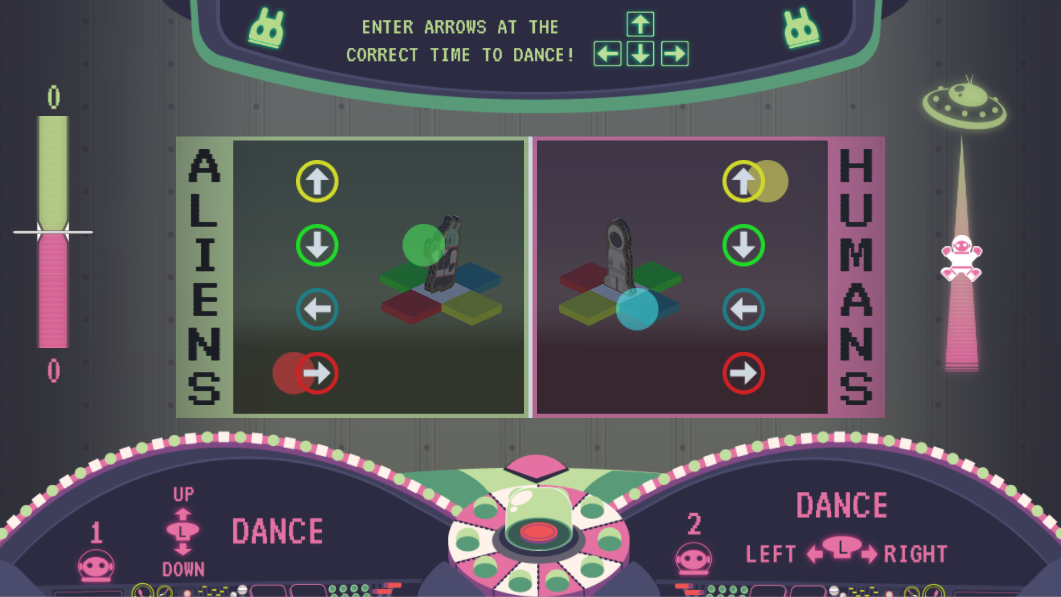 ENTER ARROWS AT THE
CORRECT TIME TO DANCE!
0
0
ALIENS
HUMANS
1
UP
L
DOWN
DANCE
2
DANCE
LEFT L RIGHT